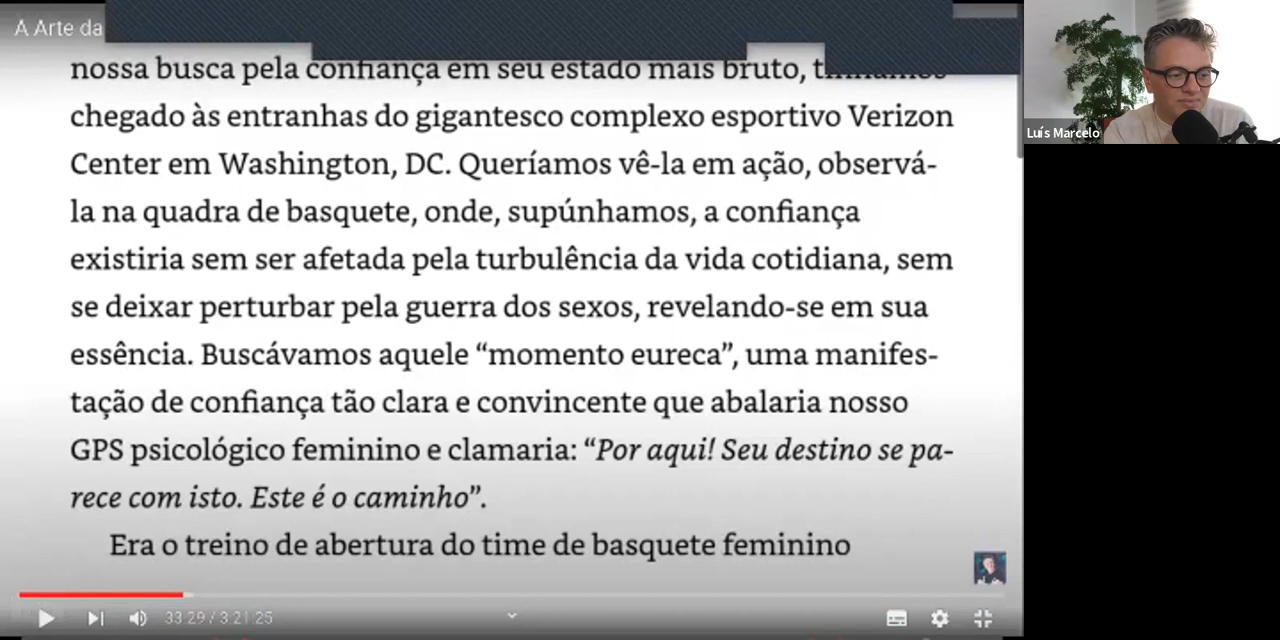 A Arte da
nossa busca pela confiança em seu estado mais bruto, tínhamos
chegado às entranhas do gigantesco complexo esportivo Verizon
Center em Washington, DC. Queríamos vê-la em ação, observá-
la na quadra de basquete, onde, supúnhamos, a confiança
existiria sem ser afetada pela turbulência da vida cotidiana, sem
se deixar perturbar pela guerra dos sexos, revelando-se em sua
essência. Buscávamos aquele “momento eureca”, uma manifes-
tação de confiança tão clara e convincente que abalaria nosso
GPS psicológico feminino e clamaria: “Por aqui! Seu destino se pa-
rece com isto. Este é o caminho”.
Era o treino de abertura do time de basquete feminino
33:29 / 3:21:25
Luís Marcelo